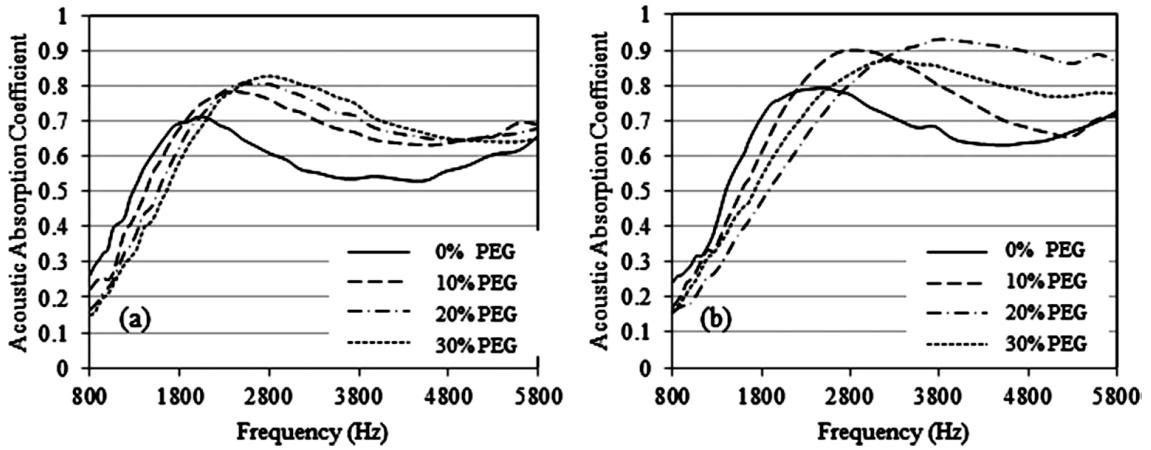 Acoustic Absorption Coefficient
1
0.9
0.8
0.7
0.6
0.5
0.4
0.3
0.2
0.1
0
800 1800 2800 3800 4800 5800
Frequency (Hz)
(a)
0% PEG
10% PEG
20% PEG
30% PEG
Acoustic Absorption Coefficient
1
0.9
0.8
0.7
0.6
0.5
0.4
0.3
0.2
0.1
0
800 1800 2800 3800 4800 5800
Frequency (Hz)
(b)
0% PEG
10% PEG
20% PEG
30% PEG